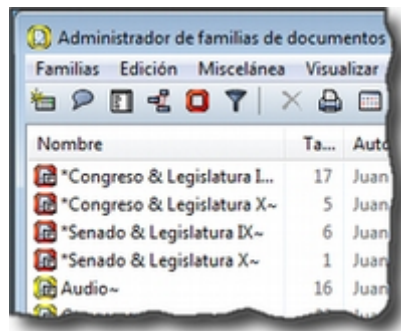 Administrador de familias de documentos
Familias Edición Miscelánea Visualizar
Nombre Ta... Auto
*Congreso & Legislatura I... 17 Juan
*Congreso & Legislatura X~ 5 Juan
*Senado & Legislatura IX~ 6 Juan
*Senado & Legislatura X~ 1 Juan
Audio~ 16 Juan